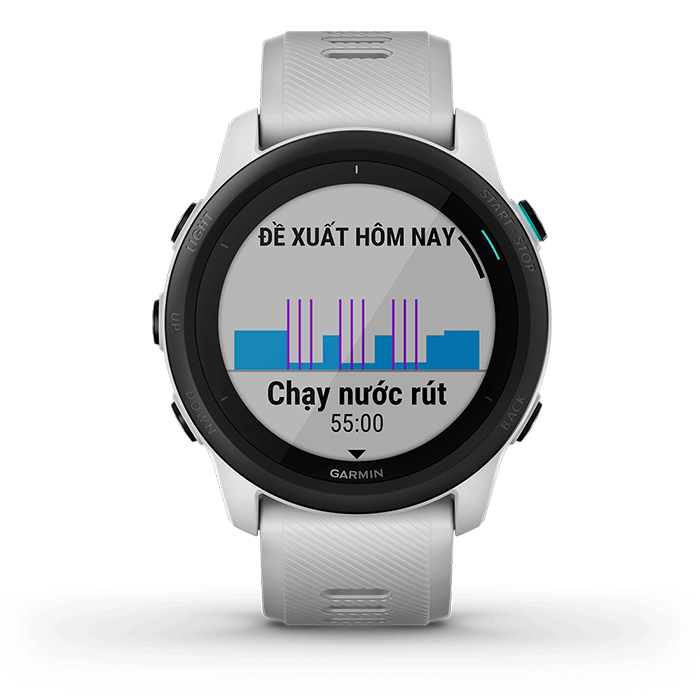 ĐỀ XUẤT HÔM NAY
Chạy nước rút
55:00
GARMIN
LIGHT
UP
DOWN
START·STOP
BACK